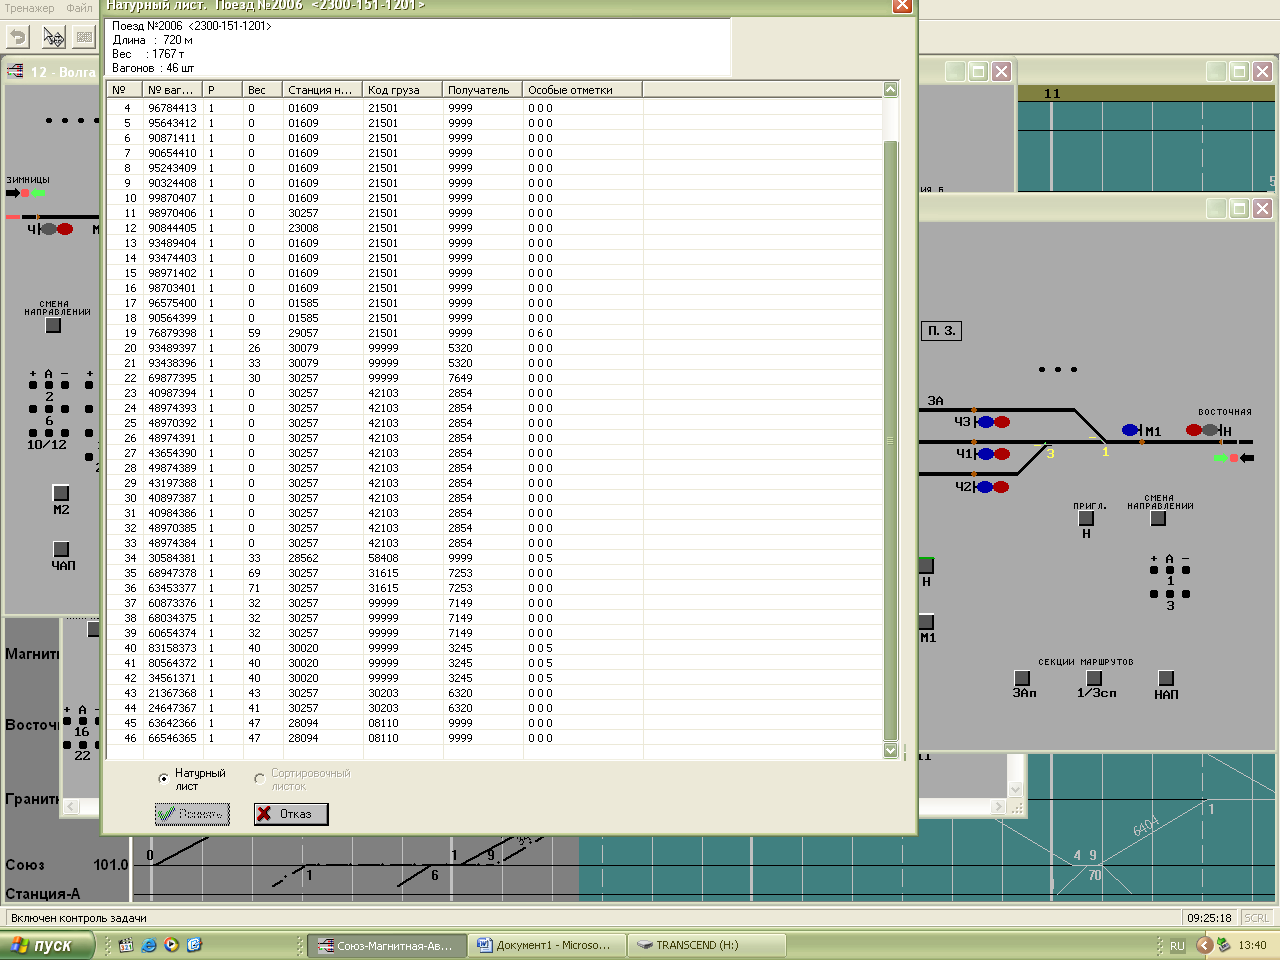 Натурный лист. Поезд №2006 <2300-151-1201>
Тренажер Файл
Поезд №2006 <2300-151-1201>
Длина : 720 м
Вес : 1767 т
Вагонов : 46 шт
12 - Волга
№ № ваг... Р Вес Станция н... Код груза Получатель Особые отметки
4 96784413 1 0 01609 21501 9999 0 0 0
5 95643412 1 0 01609 21501 9999 0 0 0
6 90871411 1 0 01609 21501 9999 0 0 0
7 90654410 1 0 01609 21501 9999 0 0 0
8 95243409 1 0 01609 21501 9999 0 0 0
9 90324408 1 0 01609 21501 9999 0 0 0
10 99870407 1 0 01609 21501 9999 0 0 0
11 98970406 1 0 30257 21501 9999 0 0 0
12 90844405 1 0 23008 21501 9999 0 0 0
13 93489404 1 0 01609 21501 9999 0 0 0
14 93474403 1 0 01609 21501 9999 0 0 0
15 98971402 1 0 01609 21501 9999 0 0 0
16 98703401 1 0 01609 21501 9999 0 0 0
17 96575400 1 0 01585 21501 9999 0 0 0
18 90564399 1 0 01585 21501 9999 0 0 0
19 76879398 1 59 29057 21501 9999 0 6 0
20 93489397 1 26 30079 99999 5320 0 0 0
21 93438396 1 33 30079 99999 5320 0 0 0
22 69877395 1 30 30257 99999 7649 0 0 0
23 40987394 1 0 30257 42103 2854 0 0 0
24 48974393 1 0 30257 42103 2854 0 0 0
25 48970392 1 0 30257 42103 2854 0 0 0
26 48974391 1 0 30257 42103 2854 0 0 0
27 43654390 1 0 30257 42103 2854 0 0 0
28 49874389 1 0 30257 42103 2854 0 0 0
29 43197388 1 0 30257 42103 2854 0 0 0
30 40897387 1 0 30257 42103 2854 0 0 0
31 40984386 1 0 30257 42103 2854 0 0 0
32 48970385 1 0 30257 42103 2854 0 0 0
33 48974384 1 0 30257 42103 2854 0 0 0
34 30584381 1 33 28562 58408 9999 0 0 5
35 68947378 1 69 30257 31615 7253 0 0 0
36 63453377 1 71 30257 31615 7253 0 0 0
37 60873376 1 32 30257 99999 7149 0 0 0
38 68034375 1 32 30257 99999 7149 0 0 0
39 60654374 1 32 30257 99999 7149 0 0 0
40 83158373 1 40 30020 99999 3245 0 0 5
41 80564372 1 40 30020 99999 3245 0 0 5
42 34561371 1 40 30020 99999 3245 0 0 5
43 21367368 1 43 30257 30203 6320 0 0 0
44 24647367 1 41 30257 30203 6320 0 0 0
45 63642366 1 47 28094 08110 9999 0 0 0
46 66546365 1 47 28094 08110 9999 0 0 0
Натурный лист
Сортировочный листок
Отказ
ЗИМНИЦЫ
Ч
СМЕНА
НАПРАВЛЕНИЙ
+ А − +
2
6
10/12
М2
ЧАП
+ А
16
22
11
П. З.
3А
ВОСТОЧНАЯ
Ч3
М1
Н
Ч1
3
1
Ч2
ПРИГЛ.
Н
СМЕНА
НАПРАВЛЕНИЙ
+ А −
1
3
Н
М1
СЕКЦИИ МАРШРУТОВ
3Ап
1/3сп
НАП
11
Восточн
Союз 101.0
Станция-А
0
1
1
6
9
1
6404
4 9
70
Включен контроль задачи
09:25:18
SCRL
пуск
Союз-Магнитная-Ав...
Документ1 - Microso...
TRANSCEND (H:)
RU
13:40